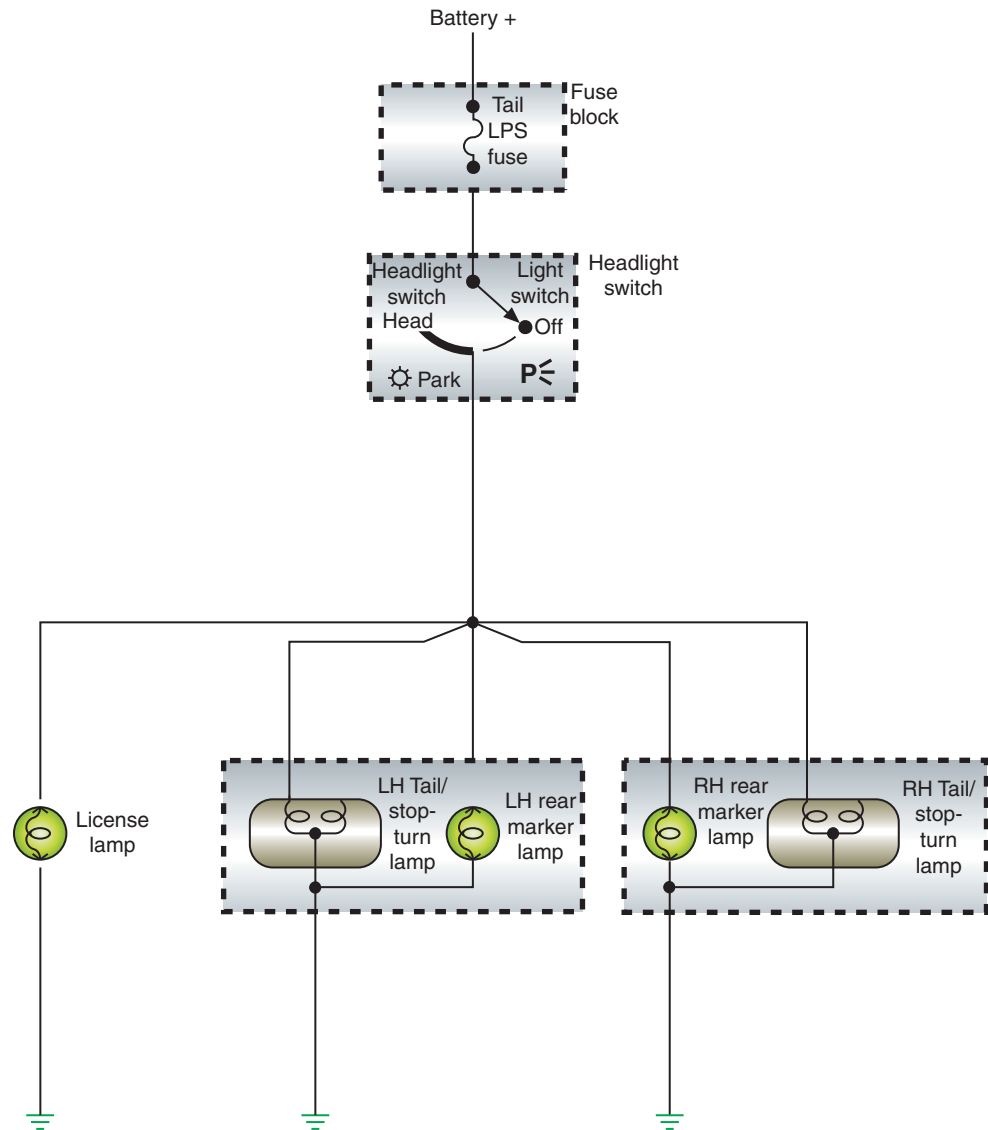 Battery +
Fuse
block
Tail
LPS
fuse
Headlight
switch
Headlight
switch
Light
switch
Head
Off
Park
P
License
lamp
LH Tail/
stop-
turn
lamp
LH rear
marker
lamp
RH rear
marker
lamp
RH Tail/
stop-
turn
lamp